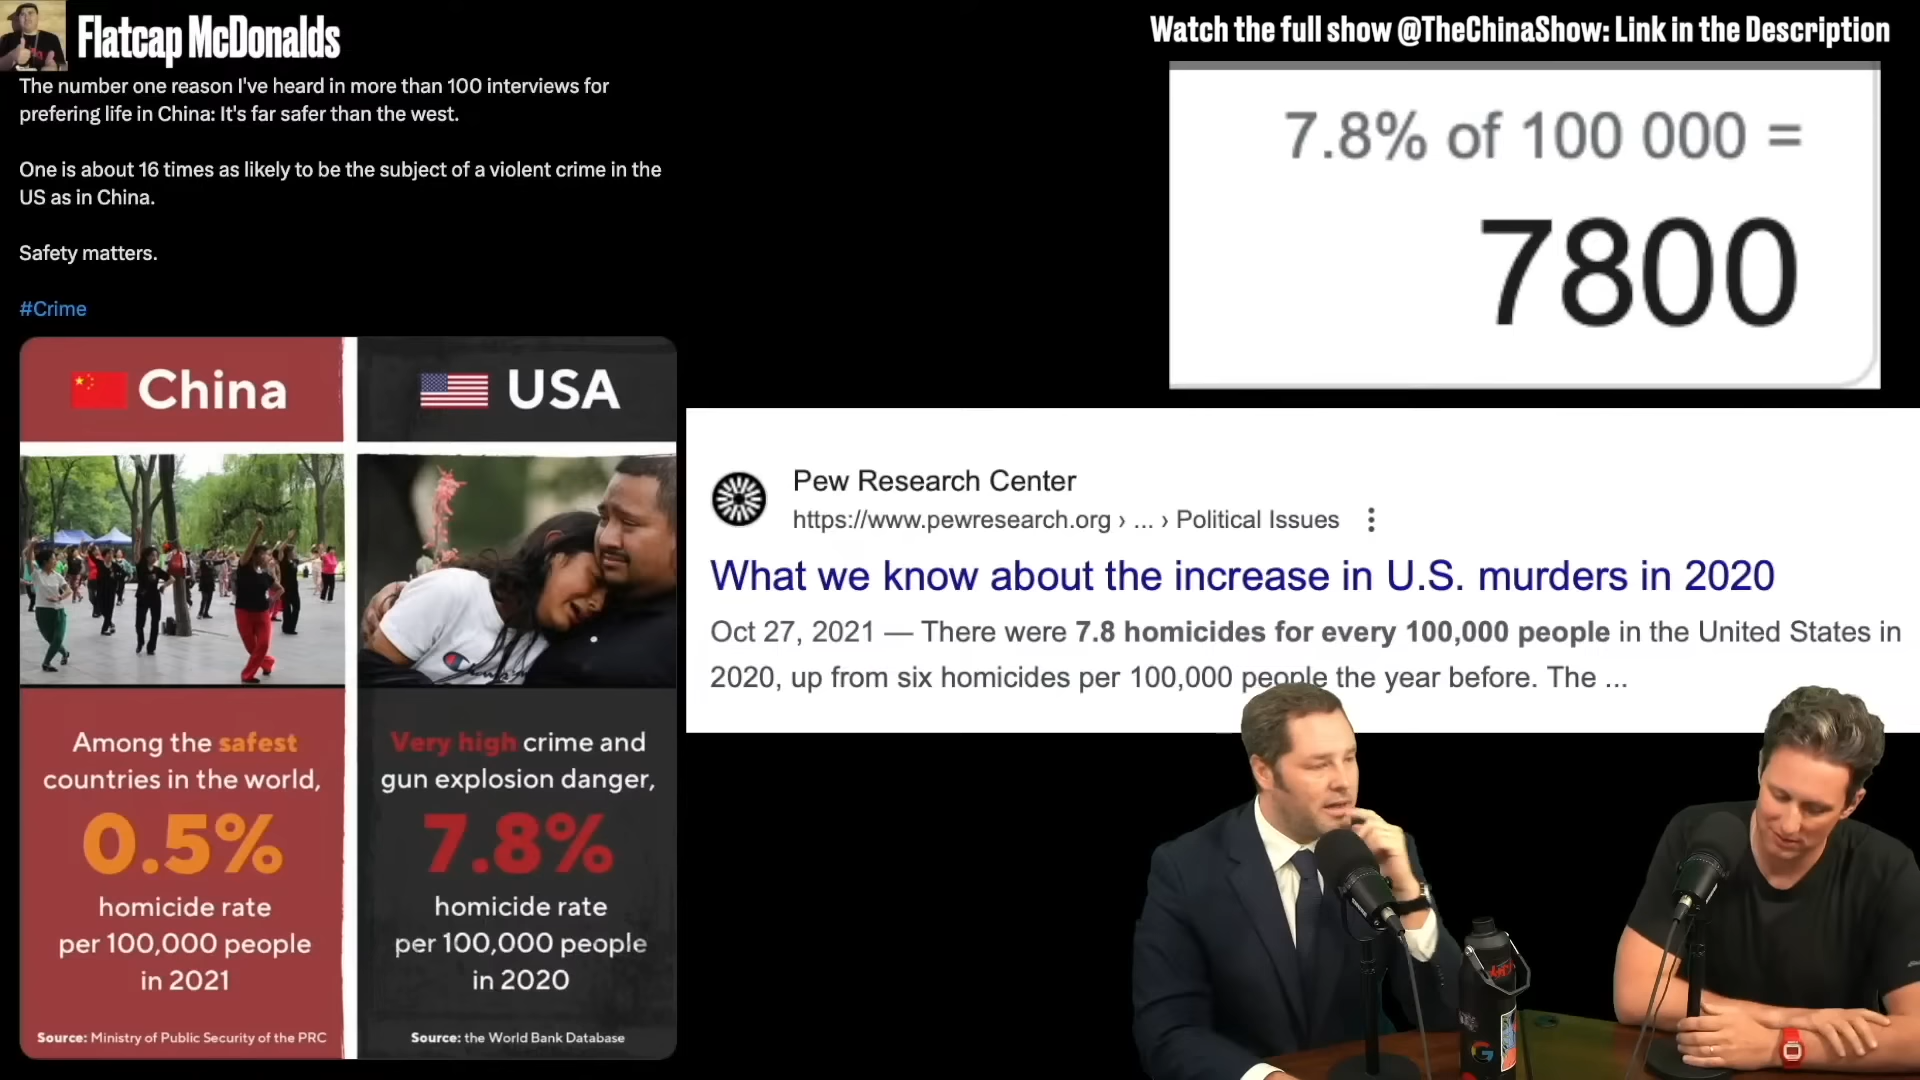 Flatcap McDonalds
Watch the full show @TheChinaShow: Link in the Description
The number one reason I've heard in more than 100 interviews for
prefering life in China: It's far safer than the west.
One is about 16 times as likely to be the subject of a violent crime in the
US as in China.
Safety matters.
#Crime
China
USA
Among the safest
countries in the world,
0.5%
homicide rate
per 100,000 people
in 2021
Source: Ministry of Public Security of the PRC
Very high crime and
gun explosion danger,
7.8%
homicide rate
per 100,000 people
in 2020
Source: the World Bank Database
7.8% of 100 000 =
7800
Pew Research Center
https://www.pewresearch.org › ... › Political Issues
What we know about the increase in U.S. murders in 2020
Oct 27, 2021 — There were 7.8 homicides for every 100,000 people in the United States in
2020, up from six homicides per 100,000 people the year before. The ...
G